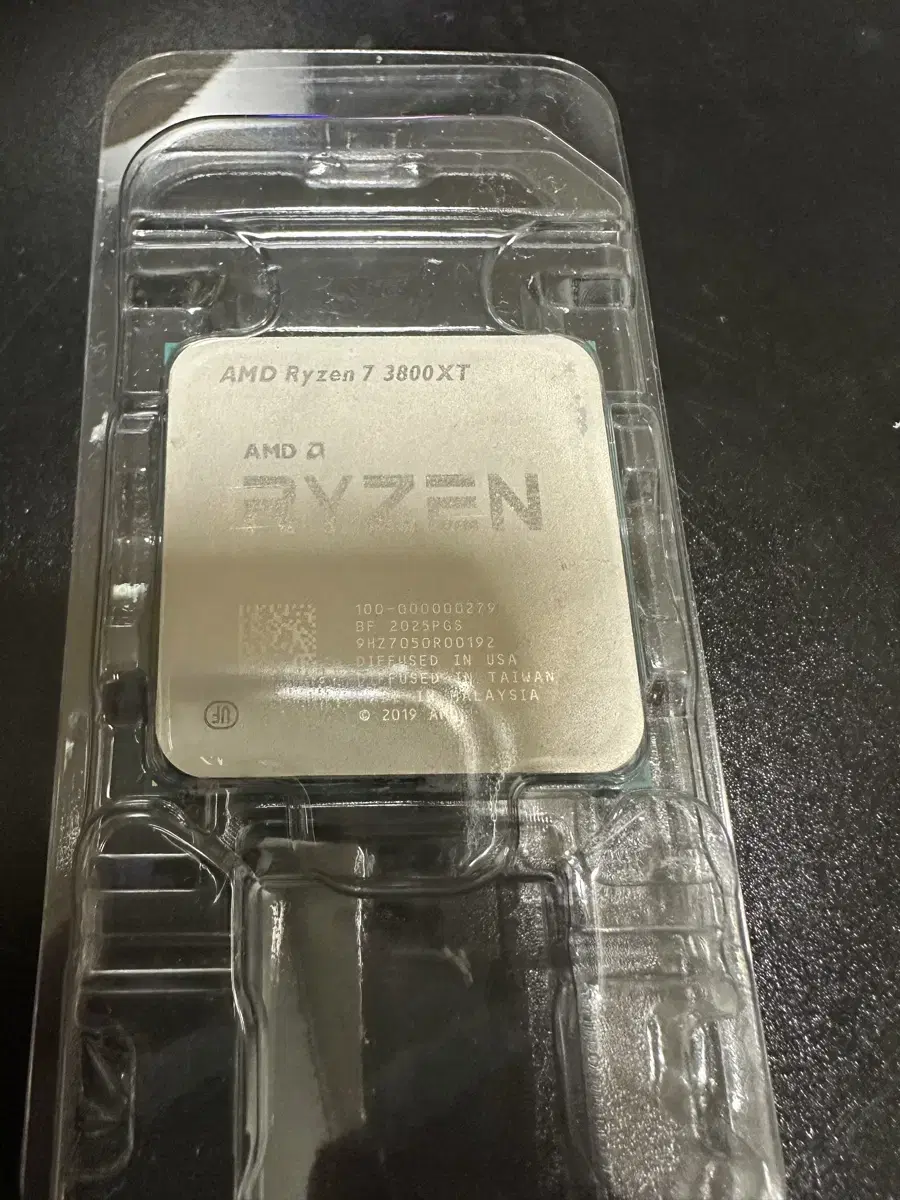 AMD Ryzen 7 3800XT
AMD
RYZEN
100-000000279
BF 2025PGS
9HZ7050R00192
DIFFUSED IN USA
DIFFUSED IN TAIWAN
IN MALAYSIA
© 2019 AMD
UF